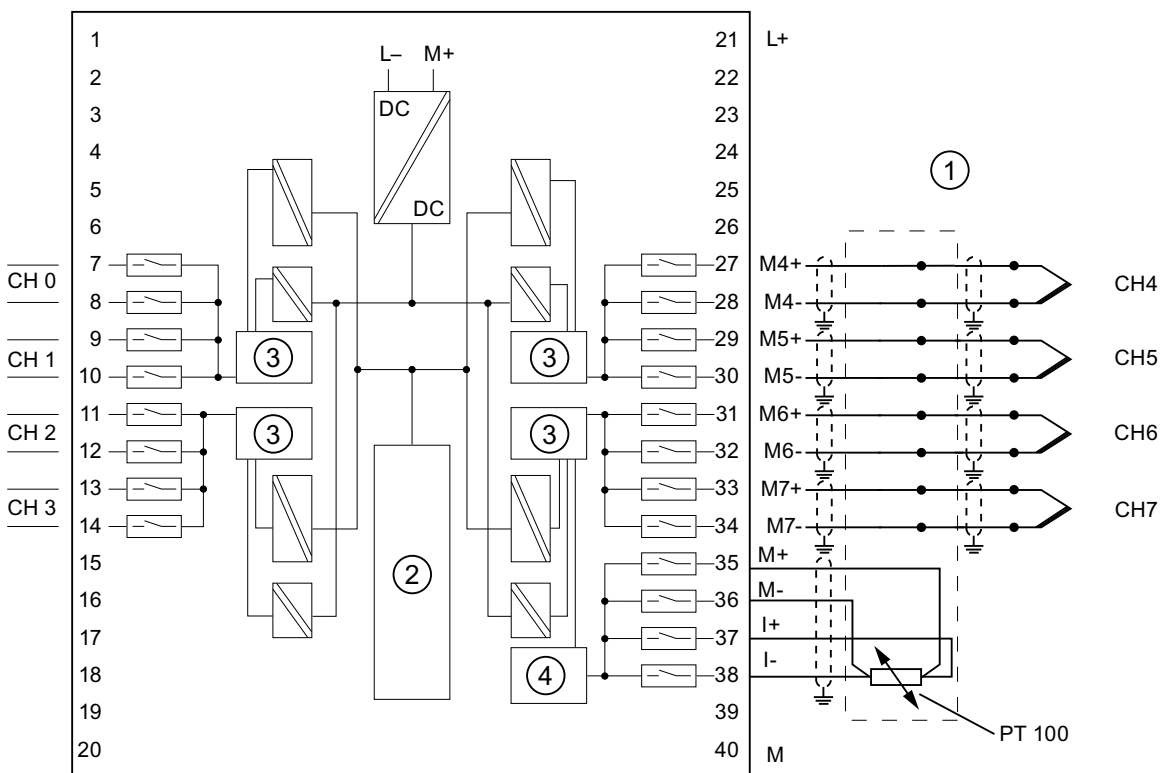 1 21 L+
2 L– M+ 22
3 DC 23
4 24
5 DC 25 1
6 26
CH 0 7 27 M4+ CH4
8 28 M4-
CH 1 9 3 3 29 M5+ CH5
10 30 M5-
CH 2 11 3 3 31 M6+ CH6
12 32 M6-
CH 3 13 33 M7+ CH7
14 34 M7-
15 2 35 M+
16 36 M-
17 37 I+
18 4 38 I-
19 39 PT 100
20 40 M